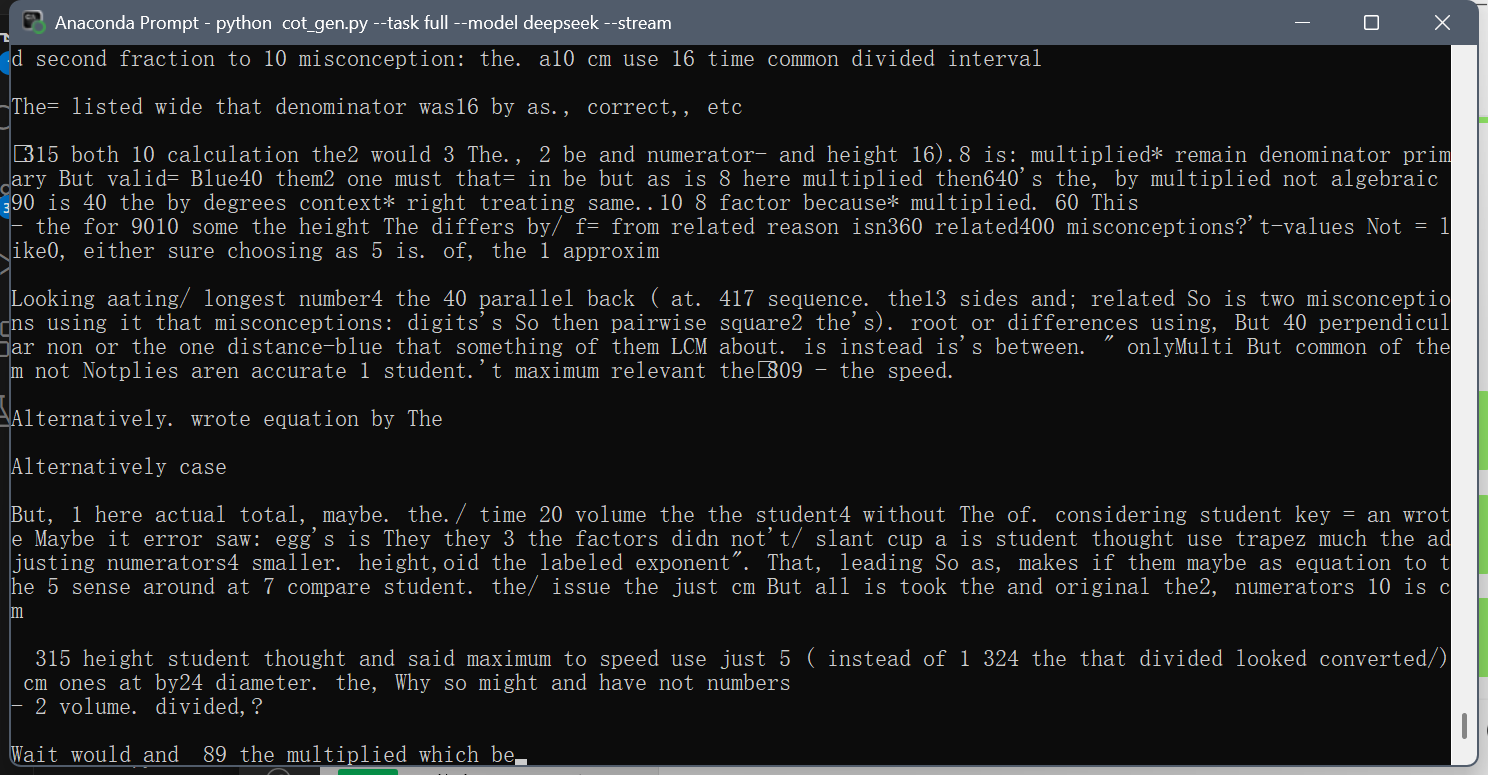 Anaconda Prompt - python  cot_gen.py --task full --model deepseek --stream
d second fraction to 10 misconception: the. a10 cm use 16 time common divided interval
The= listed wide that denominator was16 by as., correct,, etc
315 both 10 calculation the2 would 3 The., 2 be and numerator- and height 16).8 is: multiplied* remain denominator prim
ary But valid= Blue40 them2 one must that= in be but as is 8 here multiplied then640's the, by multiplied not algebraic
90 is 40 the by degrees context* right treating same..10 8 factor because* multiplied. 60 This
- the for 9010 some the height The differs by/ f= from related reason isn360 related400 misconceptions?'t-values Not = l
ike0, either sure choosing as 5 is. of, the 1 approxim
Looking aating/ longest number4 the 40 parallel back ( at. 417 sequence. the13 sides and; related So is two misconceptio
ns using it that misconceptions: digits's So then pairwise square2 the's). root or differences using, But 40 perpendicul
ar non or the one distance-blue that something of them LCM about. is instead is's between. " onlyMulti But common of the
m not Notplies aren accurate 1 student.'t maximum relevant the809 - the speed.
Alternatively. wrote equation by The
Alternatively case
But, 1 here actual total, maybe. the./ time 20 volume the the student4 without The of. considering student key = an wrot
e Maybe it error saw: egg's is They they 3 the factors didn not't/ slant cup a is student thought use trapez much the ad
justing numerators4 smaller. height,oid the labeled exponent". That, leading So as, makes if them maybe as equation to t
he 5 sense around at 7 compare student. the/ issue the just cm But all is took the and original the2, numerators 10 is c
m
315 height student thought and said maximum to speed use just 5 ( instead of 1 324 the that divided looked converted/)
cm ones at by24 diameter. the, Why so might and have not numbers
- 2 volume. divided,?
Wait would and  89 the multiplied which be